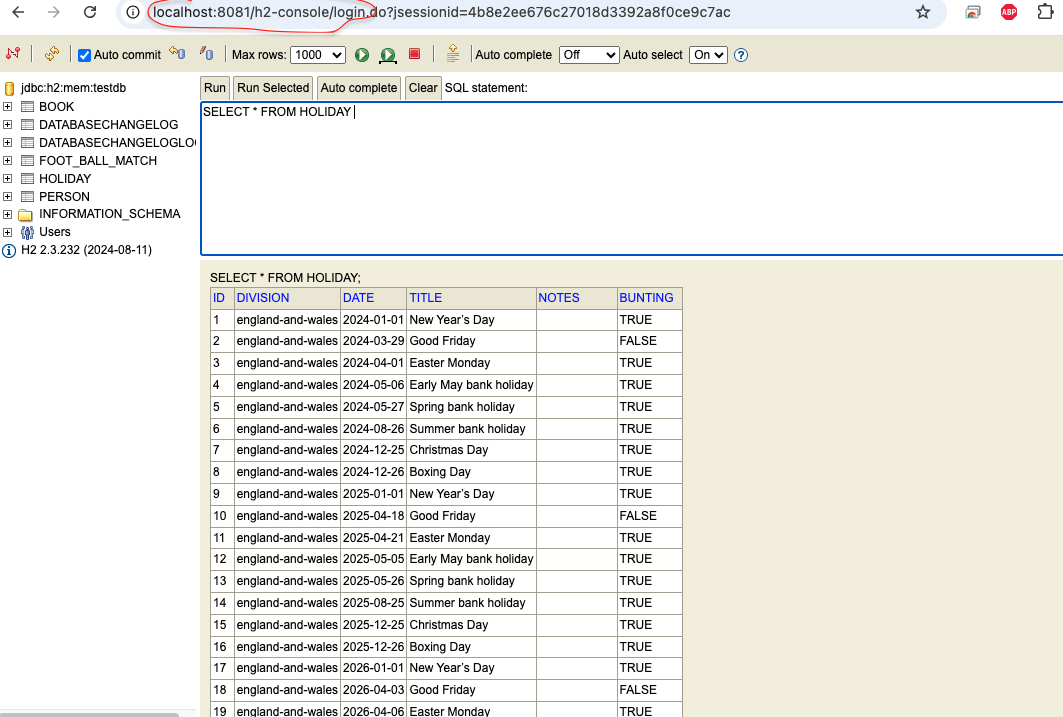 localhost:8081/h2-console/login.do?jsessionid=4b8e2ee676c27018d3392a8f0ce9c7ac
ABP
Auto commit Max rows: 1000 Auto complete Off Auto select On ?
jdbc:h2:mem:testdb
BOOK
DATABASECHANGELOG
DATABASECHANGELOGLO
FOOT_BALL_MATCH
HOLIDAY
PERSON
INFORMATION_SCHEMA
Users
H2 2.3.232 (2024-08-11)
Run Run Selected Auto complete Clear SQL statement:
SELECT * FROM HOLIDAY
SELECT * FROM HOLIDAY;
ID DIVISION DATE TITLE NOTES BUNTING
1 england-and-wales 2024-01-01 New Year’s Day TRUE
2 england-and-wales 2024-03-29 Good Friday FALSE
3 england-and-wales 2024-04-01 Easter Monday TRUE
4 england-and-wales 2024-05-06 Early May bank holiday TRUE
5 england-and-wales 2024-05-27 Spring bank holiday TRUE
6 england-and-wales 2024-08-26 Summer bank holiday TRUE
7 england-and-wales 2024-12-25 Christmas Day TRUE
8 england-and-wales 2024-12-26 Boxing Day TRUE
9 england-and-wales 2025-01-01 New Year’s Day TRUE
10 england-and-wales 2025-04-18 Good Friday FALSE
11 england-and-wales 2025-04-21 Easter Monday TRUE
12 england-and-wales 2025-05-05 Early May bank holiday TRUE
13 england-and-wales 2025-05-26 Spring bank holiday TRUE
14 england-and-wales 2025-08-25 Summer bank holiday TRUE
15 england-and-wales 2025-12-25 Christmas Day TRUE
16 england-and-wales 2025-12-26 Boxing Day TRUE
17 england-and-wales 2026-01-01 New Year’s Day TRUE
18 england-and-wales 2026-04-03 Good Friday FALSE
19 england-and-wales 2026-04-06 Easter Monday TRUE